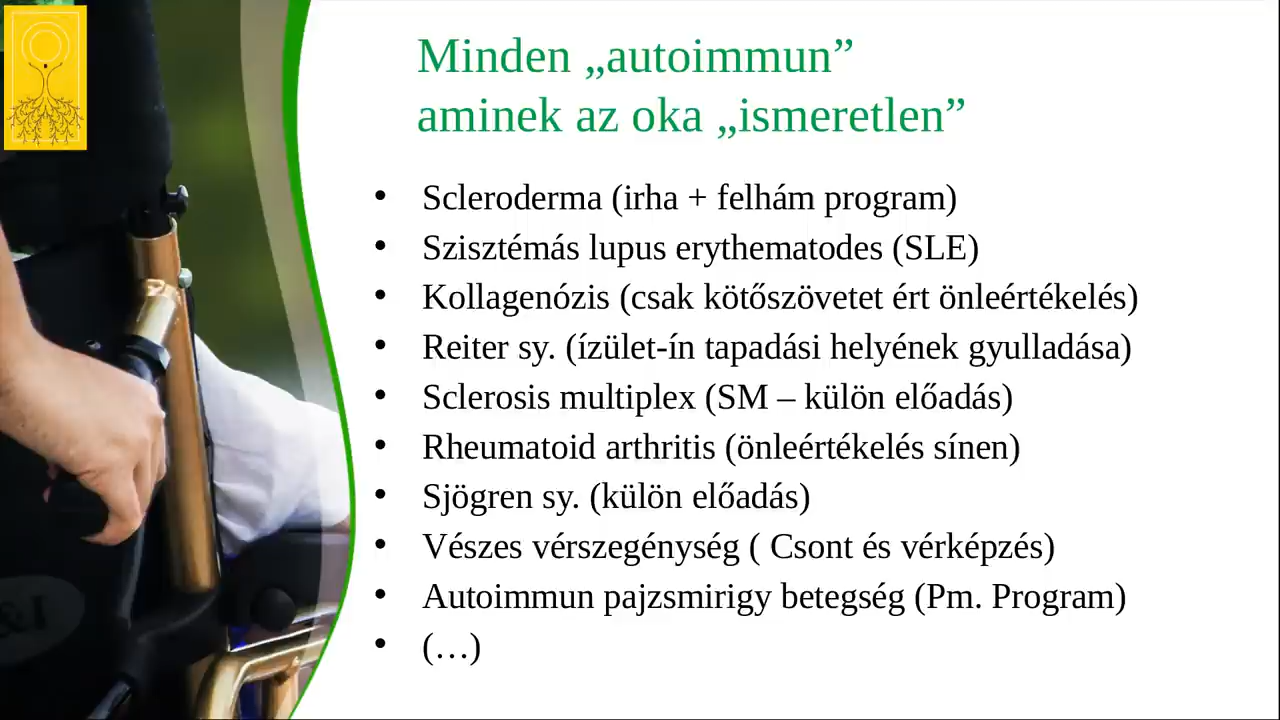 Minden „autoimmun”
aminek az oka „ismeretlen”
• Scleroderma (irha + felhám program)
• Szisztémás lupus erythematodes (SLE)
• Kollagenózis (csak kötőszövetet ért önleértékelés)
• Reiter sy. (ízület-ín tapadási helyének gyulladása)
• Sclerosis multiplex (SM – külön előadás)
• Rheumatoid arthritis (önleértékelés sínen)
• Sjögren sy. (külön előadás)
• Vészes vérszegénység ( Csont és vérképzés)
• Autoimmun pajzsmirigy betegség (Pm. Program)
• (…)
&I